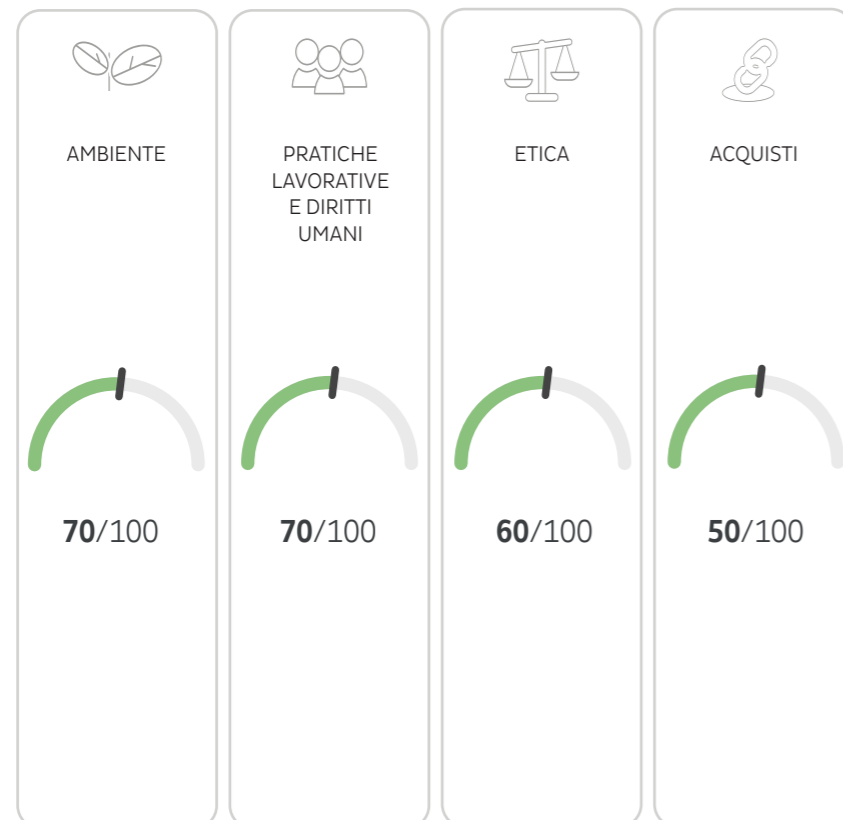 AMBIENTE
70/100
PRATICHE
LAVORATIVE
E DIRITTI
UMANI
70/100
ETICA
60/100
ACQUISTI
50/100